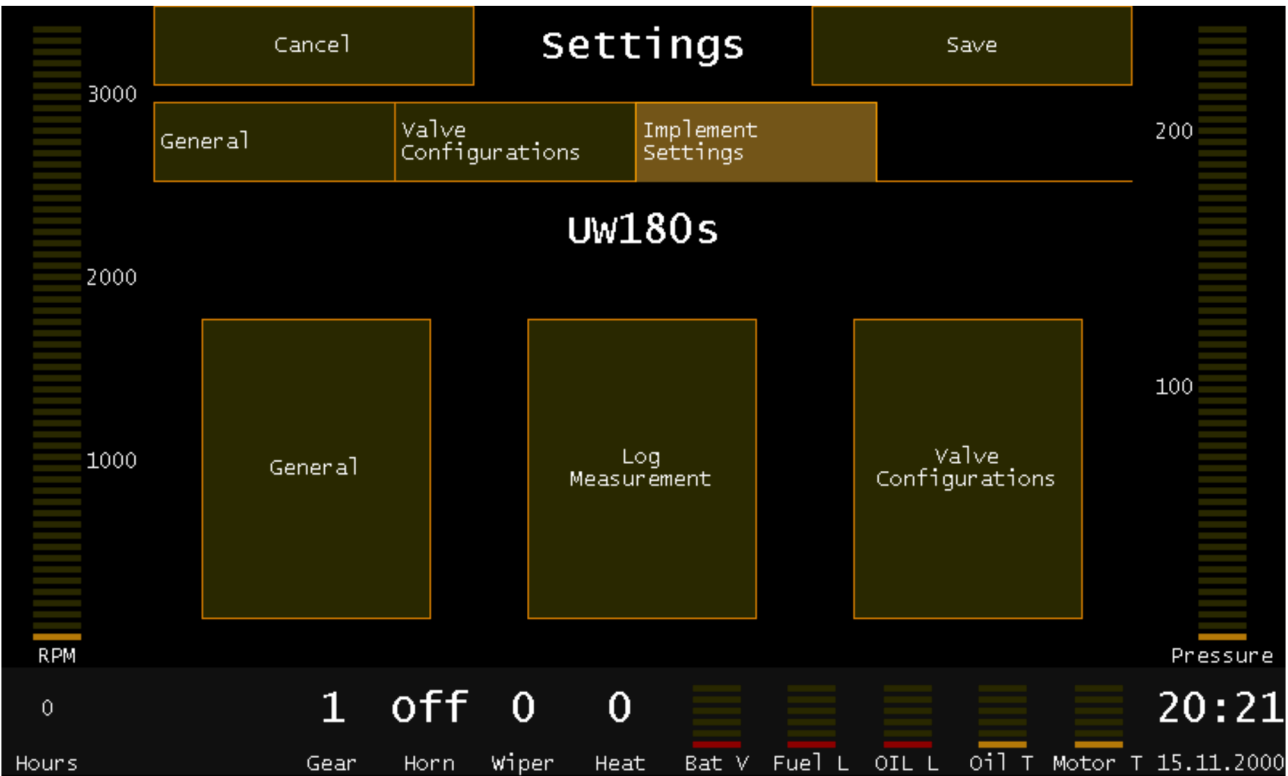 Cancel
Settings
Save
3000
General
Valve
Configurations
Implement
Settings
200
UW180s
2000
100
1000
General
Log
Measurement
Valve
Configurations
RPM
Pressure
0
1
off
0
0
20:21
Hours
Gear
Horn
Wiper
Heat
Bat V
Fuel L
OIL L
Oil T
Motor T
15.11.2000